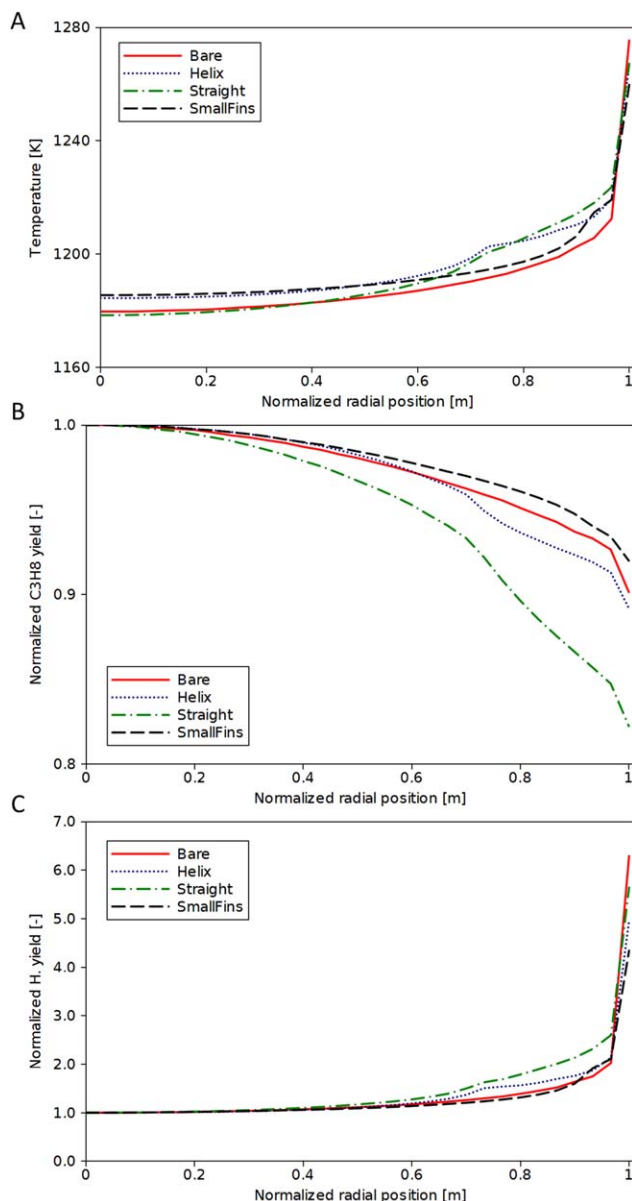 A
1280
Bare
Helix
Straight
SmallFins
1240
Temperature [K]
1200
1160
0 0.2 0.4 0.6 0.8 1
Normalized radial position [m]
B
1.0
Normalized C3H8 yield [-]
0.9
Bare
Helix
Straight
SmallFins
0.8
0 0.2 0.4 0.6 0.8 1
Normalized radial position [m]
C
7.0
Bare
6.0
Helix
Straight
5.0
SmallFins
Normalized H. yield [-]
4.0
3.0
2.0
1.0
0.0
0 0.2 0.4 0.6 0.8 1
Normalized radial position [m]